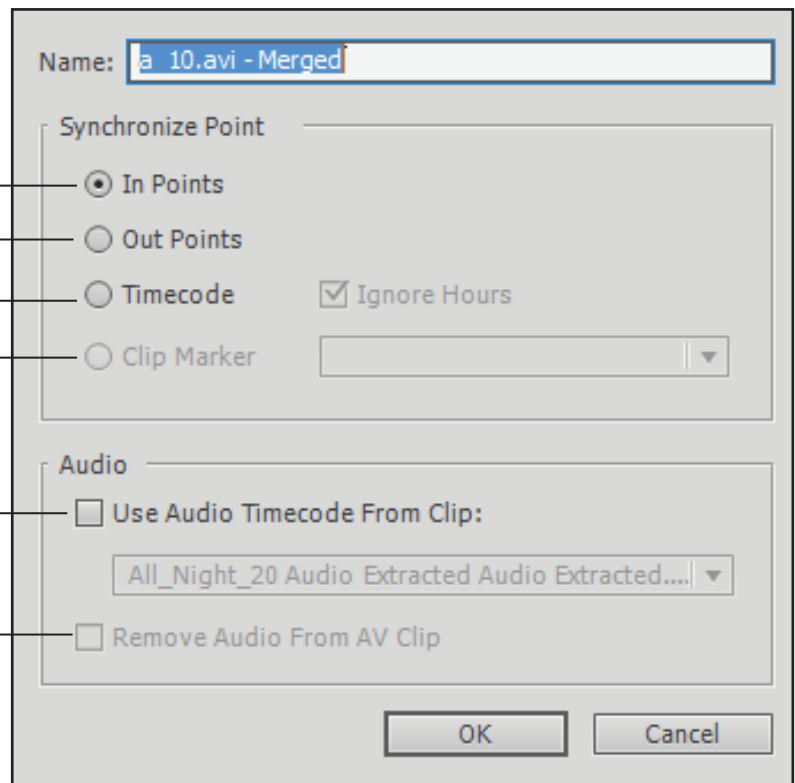 Name: a_10.avi - Merged
Synchronize Point
In Points
Out Points
Timecode Ignore Hours
Clip Marker
Audio
Use Audio Timecode From Clip:
All_Night_20 Audio Extracted Audio Extracted....
Remove Audio From AV Clip
OK Cancel